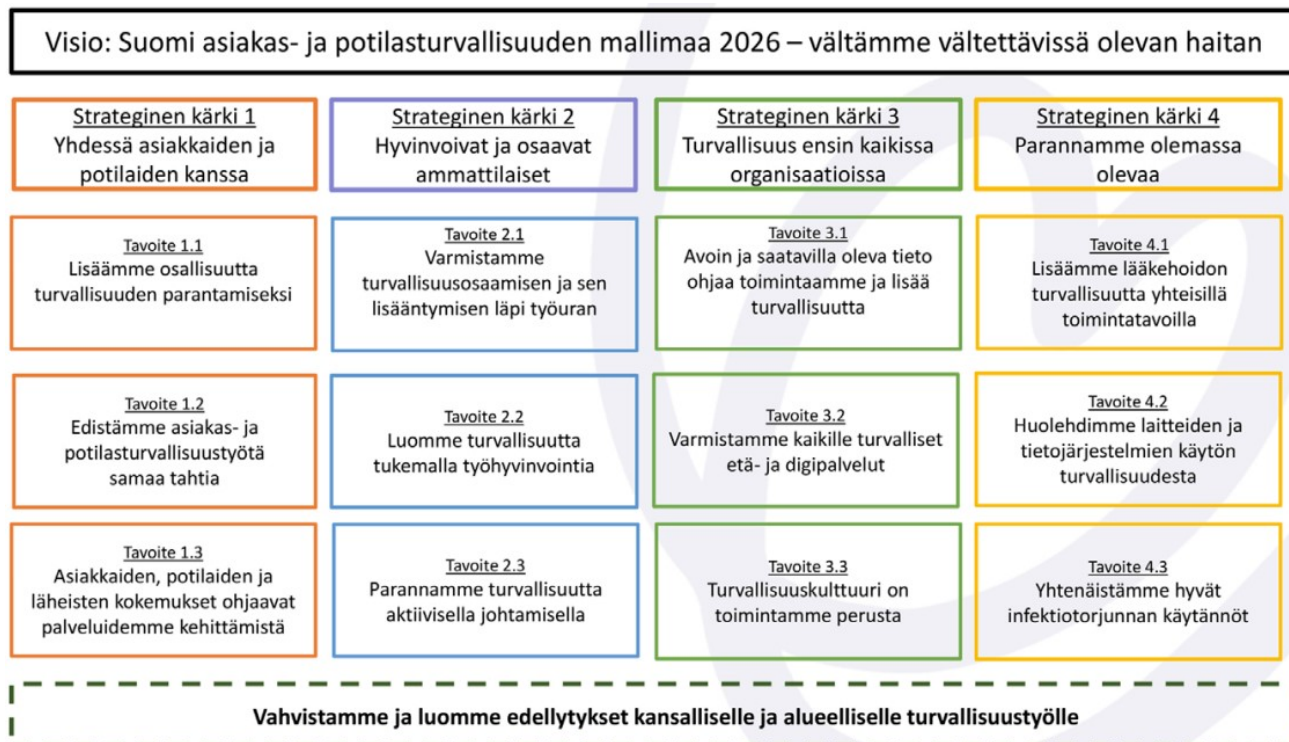 Visio: Suomi asiakas- ja potilasturvallisuuden mallimaa 2026 – vältämme vältettävissä olevan haitan
Strateginen kärki 1
Yhdessä asiakkaiden ja
potilaiden kanssa
Strateginen kärki 2
Hyvinvoivat ja osaavat
ammattilaiset
Strateginen kärki 3
Turvallisuus ensin kaikissa
organisaatioissa
Strateginen kärki 4
Parannamme olemassa
olevaa
Tavoite 1.1
Lisäämme osallisuutta
turvallisuuden parantamiseksi
Tavoite 2.1
Varmistamme
turvallisuusosaamisen ja sen
lisääntymisen läpi työuran
Tavoite 3.1
Avoin ja saatavilla oleva tieto
ohjaa toimintaamme ja lisää
turvallisuutta
Tavoite 4.1
Lisäämme lääkehoidon
turvallisuutta yhteisillä
toimintatavoilla
Tavoite 1.2
Edistämme asiakas- ja
potilasturvallisuustyötä
samaa tahtia
Tavoite 2.2
Luomme turvallisuutta
tukemalla työhyvinvointia
Tavoite 3.2
Varmistamme kaikille turvalliset
etä- ja digipalvelut
Tavoite 4.2
Huolehdimme laitteiden ja
tietojärjestelmien käytön
turvallisuudesta
Tavoite 1.3
Asiakkaiden, potilaiden ja
läheisten kokemukset ohjaavat
palveluidemme kehittämistä
Tavoite 2.3
Parannamme turvallisuutta
aktiivisella johtamisella
Tavoite 3.3
Turvallisuuskulttuuri on
toimintamme perusta
Tavoite 4.3
Yhtenäistämme hyvät
infektiotorjunnan käytännöt
Vahvistamme ja luomme edellytykset kansalliselle ja alueelliselle turvallisuustyölle